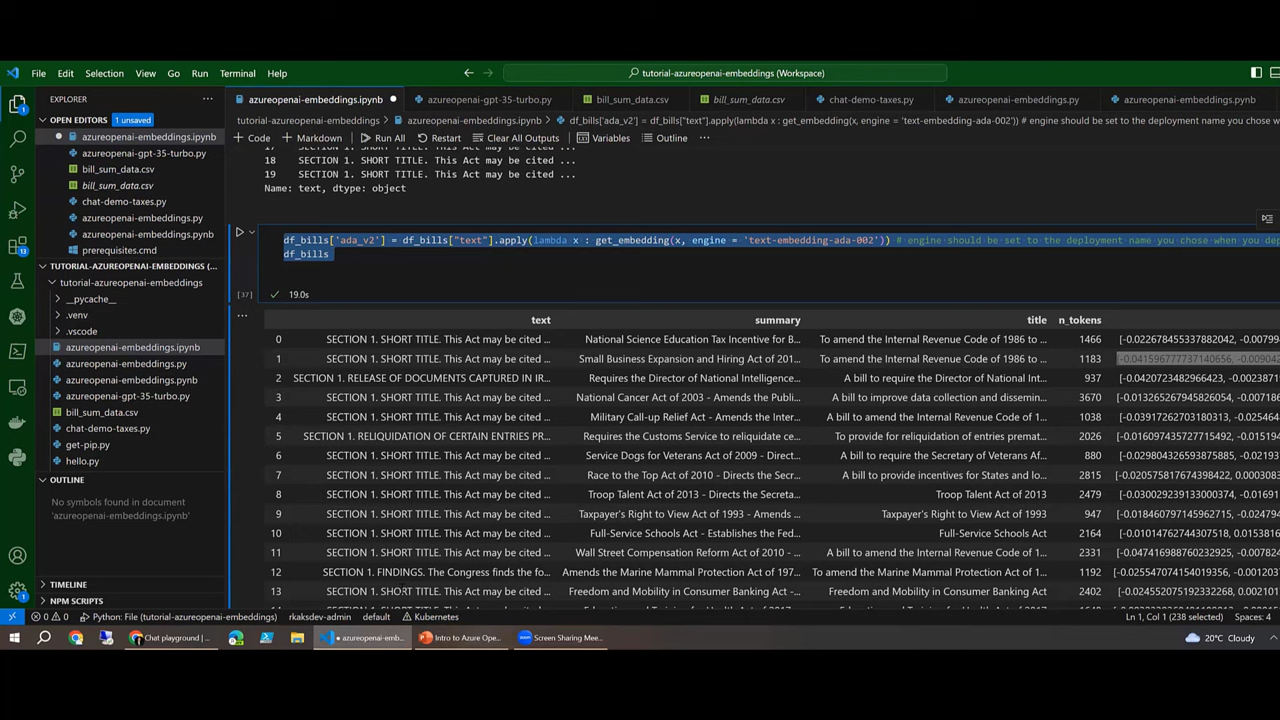 File Edit Selection View Go Run Terminal Help
tutorial-azureopenai-embeddings (Workspace)
EXPLORER
OPEN EDITORS 1 unsaved
azureopenai-embeddings.ipynb
azureopenai-gpt-35-turbo.py
bill_sum_data.csv
bill_sum_data.csv
chat-demo-taxes.py
azureopenai-embeddings.py
azureopenai-embeddings.pynb
prerequisites.cmd
TUTORIAL-AZUREOPENAI-EMBEDDINGS (...
tutorial-azureopenai-embeddings
__pycache__
.venv
.vscode
azureopenai-embeddings.ipynb
azureopenai-embeddings.py
azureopenai-embeddings.pynb
azureopenai-gpt-35-turbo.py
bill_sum_data.csv
chat-demo-taxes.py
get-pip.py
hello.py
OUTLINE
No symbols found in document
'azureopenai-embeddings.ipynb'
TIMELINE
NPM SCRIPTS
azureopenai-embeddings.ipynb azureopenai-gpt-35-turbo.py bill_sum_data.csv bill_sum_data.csv chat-demo-taxes.py azureopenai-embeddings.py azureopenai-embeddings.pynb
tutorial-azureopenai-embeddings > azureopenai-embeddings.ipynb > df_bills['ada_v2'] = df_bills["text"].apply(lambda x : get_embedding(x, engine = 'text-embedding-ada-002')) # engine should be set to the deployment name you chose w
+ Code + Markdown Run All Restart Clear All Outputs Variables Outline ...
18 SECTION 1. SHORT TITLE. This Act may be cited ...
19 SECTION 1. SHORT TITLE. This Act may be cited ...
Name: text, dtype: object
df_bills['ada_v2'] = df_bills["text"].apply(lambda x : get_embedding(x, engine = 'text-embedding-ada-002')) # engine should be set to the deployment name you chose when you dep
df_bills
[37] 19.0s
text summary title n_tokens
0 SECTION 1. SHORT TITLE. This Act may be cited ... National Science Education Tax Incentive for B... To amend the Internal Revenue Code of 1986 to ... 1466 [-0.022678455337882042, -0.00799
1 SECTION 1. SHORT TITLE. This Act may be cited ... Small Business Expansion and Hiring Act of 201... To amend the Internal Revenue Code of 1986 to ... 1183 [-0.041596777737140656, -0.00904
2 SECTION 1. RELEASE OF DOCUMENTS CAPTURED IN IR... Requires the Director of National Intelligence... A bill to require the Director of National Int... 937 [-0.0420723482966423, -0.0023871
3 SECTION 1. SHORT TITLE. This Act may be cited ... National Cancer Act of 2003 - Amends the Publi... A bill to improve data collection and dissemin... 3670 [-0.01326526792​5826054, -0.00718
4 SECTION 1. SHORT TITLE. This Act may be cited ... Military Call-up Relief Act - Amends the Inter... A bill to amend the Internal Revenue Code of 1... 1038 [-0.03917262703180313, -0.02546
5 SECTION 1. RELIQUIDATION OF CERTAIN ENTRIES PR... Requires the Customs Service to reliquidate ce... To provide for reliquidation of entries premat... 2026 [-0.01609743572​7715492, -0.01519
6 SECTION 1. SHORT TITLE. This Act may be cited ... Service Dogs for Veterans Act of 2009 - Direct... A bill to require the Secretary of Veterans Af... 880 [-0.029804326593875885, -0.02193
7 SECTION 1. SHORT TITLE. This Act may be cited ... Race to the Top Act of 2010 - Directs the Secr... A bill to provide incentives for States and lo... 2815 [-0.020575817674398422, 0.000368
8 SECTION 1. SHORT TITLE. This Act may be cited ... Troop Talent Act of 2013 - Directs the Secreta... Troop Talent Act of 2013 2479 [-0.03002923913300​0374, -0.01691
9 SECTION 1. SHORT TITLE. This Act may be cited ... Taxpayer's Right to View Act of 1993 - Amends ... Taxpayer's Right to View Act of 1993 947 [-0.01846097014962715, -0.02
10 SECTION 1. SHORT TITLE. This Act may be cited ... Full-Service Schools Act - Establishes the Fed... Full-Service Schools Act 2164 [-0.0101442062744307518, 0.0153816
11 SECTION 1. SHORT TITLE. This Act may be cited ... Wall Street Compensation Reform Act of 2010 - ... A bill to amend the Internal Revenue Code of 1... 2331 [-0.04741698876​0232925, -0.
12 SECTION 1. FINDINGS. The Congress finds the fo... Amends the Marine Mammal Protection Act of 197... To amend the Marine Mammal Protection Act of 1... 1192 [-0.0255470741540​19356, -0.001203
13 SECTION 1. SHORT TITLE. This Act may be cited ... Freedom and Mobility in Consumer Banking Act -... Freedom and Mobility in Consumer Banking Act 2402
0 0 Python: File (tutorial-azureopenai-embeddings) rkaksdev-admin default Kubernetes Ln 1, Col 1 (238 selected) Spaces: 4
Chat playground | ... azureopenai-emb... Intro to Azure Ope... Screen Sharing Mee... 20°C Cloudy